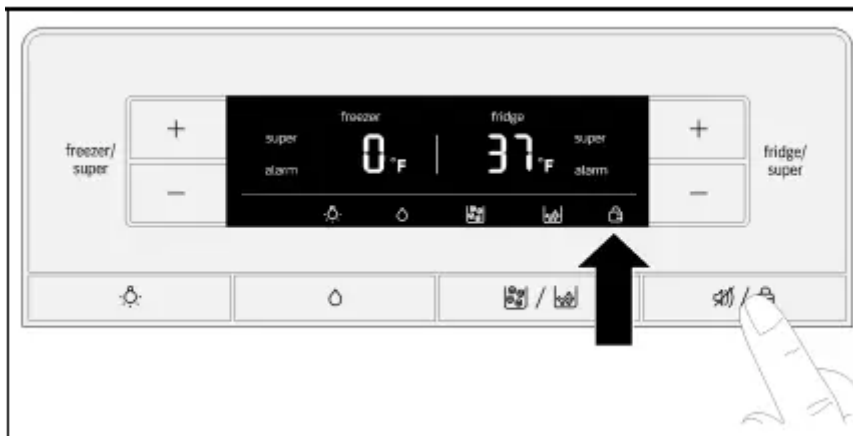 freezer/
super
+
−
freezer
super
alarm
0°F
fridge
37°F
super
alarm
+
−
fridge/
super
/
/